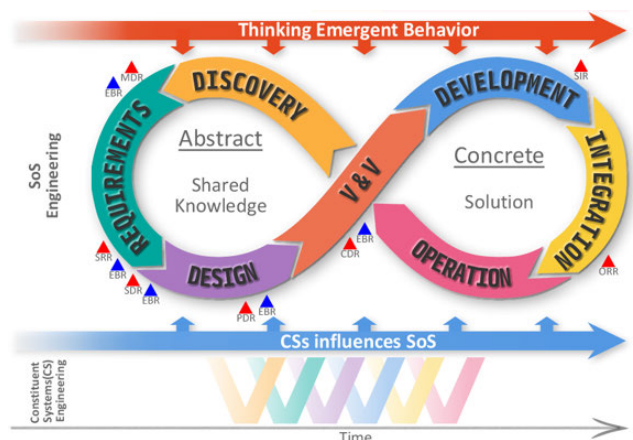 Thinking Emergent Behavior
MDR
EBR
SIR
DISCOVERY
DEVELOPMENT
REQUIREMENTS
Abstract
Concrete
Shared
Knowledge
Solution
V & V
INTEGRATION
SoS
Engineering
SRR
EBR
SDR
EBR
DESIGN
EBR
CDR
OPERATION
ORR
EBR
PDR
CSs influences SoS
Constituent
Systems(CS)
Engineering
Time